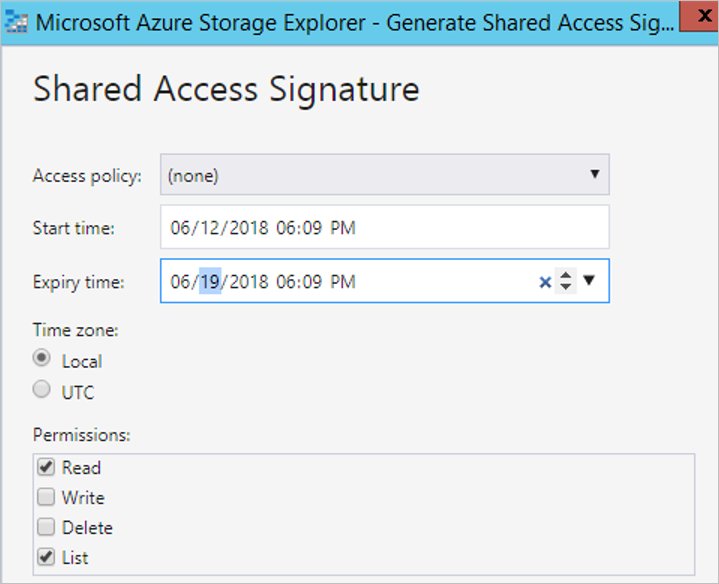 Microsoft Azure Storage Explorer - Generate Shared Access Sig... x
Shared Access Signature
Access policy: (none)
Start time: 06/12/2018 06:09 PM
Expiry time: 06/19/2018 06:09 PM
Time zone:
Local
UTC
Permissions:
Read
Write
Delete
List